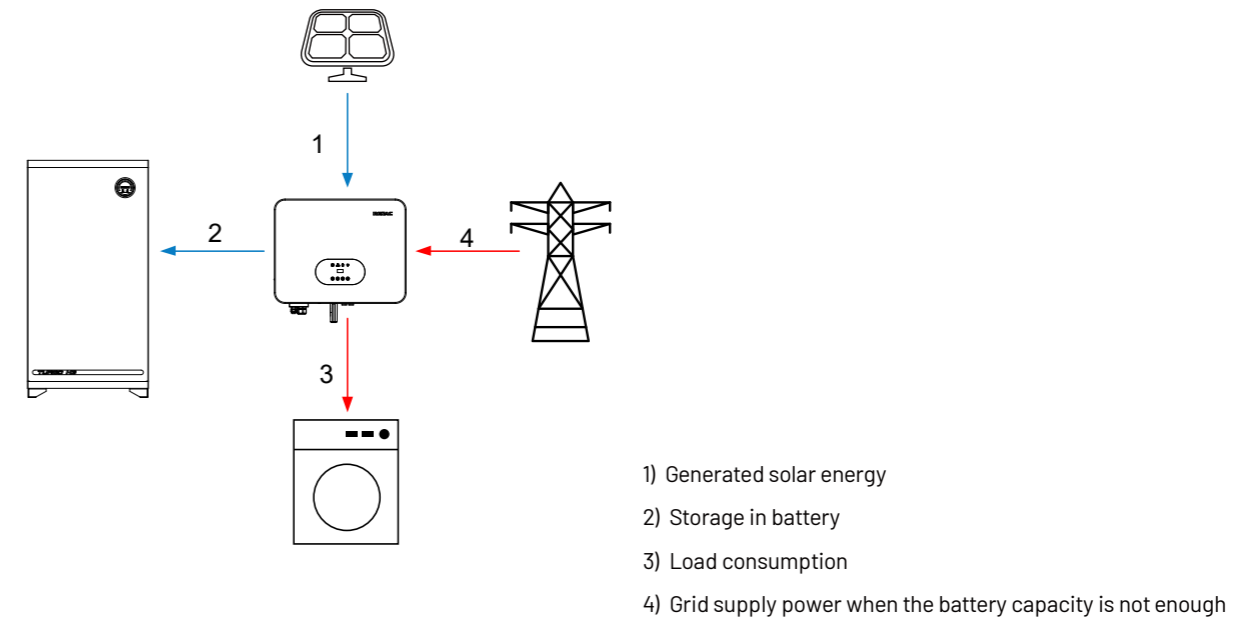 1
2
4
3
1) Generated solar energy
2) Storage in battery
3) Load consumption
4) Grid supply power when the battery capacity is not enough